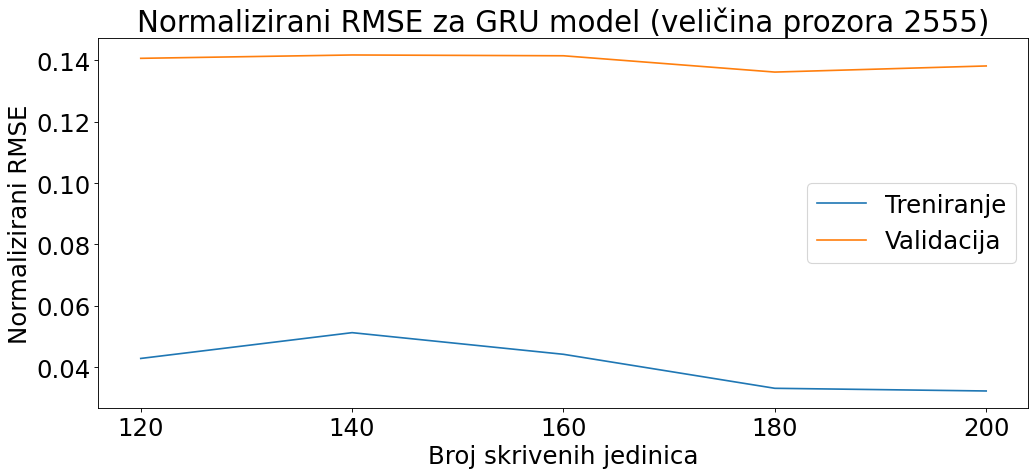 Normalizirani RMSE za GRU model (veličina prozora 2555)
Normalizirani RMSE
0.14
0.12
0.10
0.08
0.06
0.04
Treniranje
Validacija
120 140 160 180 200
Broj skrivenih jedinica